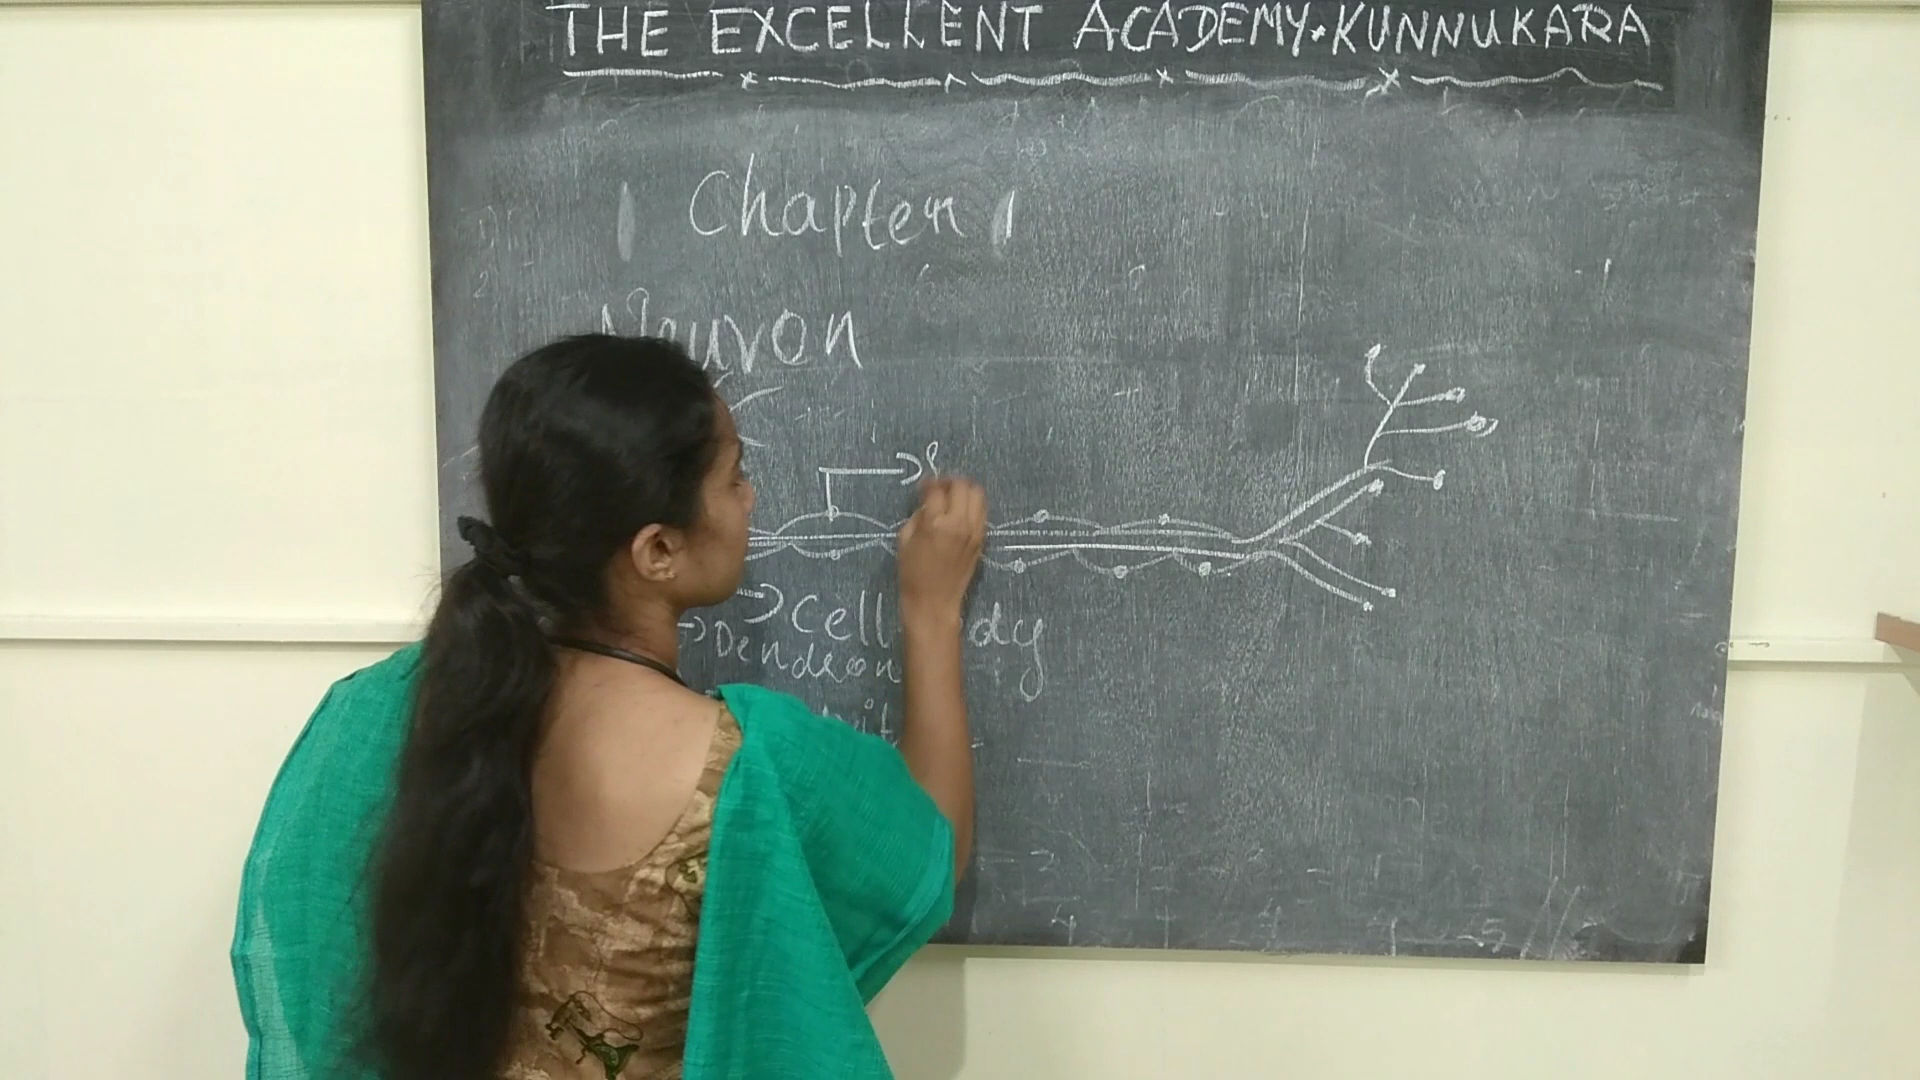 THE EXCELLENT ACADEMY•KUNNUKARA
Chapter 1
Neuron
Cell
Dendron